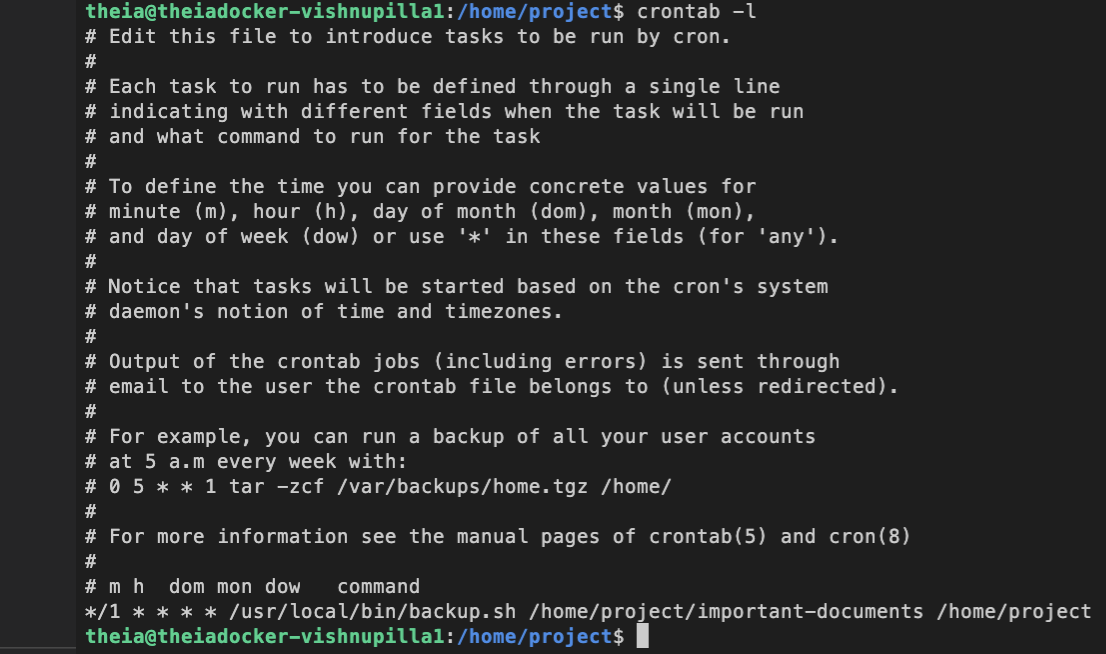 theia@theiadocker-vishnupilla1:/home/project$ crontab -l
# Edit this file to introduce tasks to be run by cron.
#
# Each task to run has to be defined through a single line
# indicating with different fields when the task will be run
# and what command to run for the task
#
# To define the time you can provide concrete values for
# minute (m), hour (h), day of month (dom), month (mon),
# and day of week (dow) or use '*' in these fields (for 'any').
#
# Notice that tasks will be started based on the cron's system
# daemon's notion of time and timezones.
#
# Output of the crontab jobs (including errors) is sent through
# email to the user the crontab file belongs to (unless redirected).
#
# For example, you can run a backup of all your user accounts
# at 5 a.m every week with:
# 0 5 * * 1 tar -zcf /var/backups/home.tgz /home/
#
# For more information see the manual pages of crontab(5) and cron(8)
#
# m h  dom mon dow   command
*/1 * * * * /usr/local/bin/backup.sh /home/project/important-documents /home/project
theia@theiadocker-vishnupilla1:/home/project$